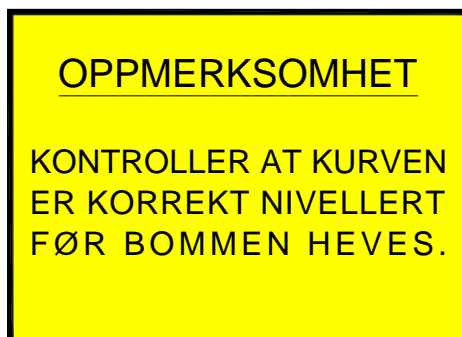 OPPMERKSOMHET
KONTROLLER AT KURVEN
ER KORREKT NIVELLERT
FØR BOMMEN HEVES.